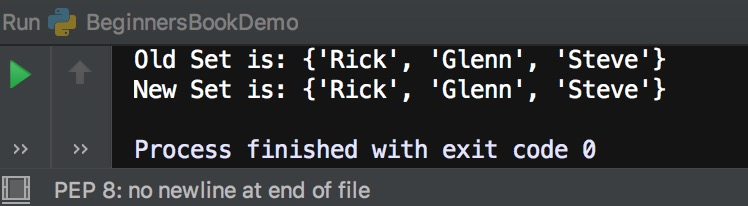 Run BeginnersBookDemo
Old Set is: {'Rick', 'Glenn', 'Steve'}
New Set is: {'Rick', 'Glenn', 'Steve'}
>> >> Process finished with exit code 0
PEP 8: no newline at end of file